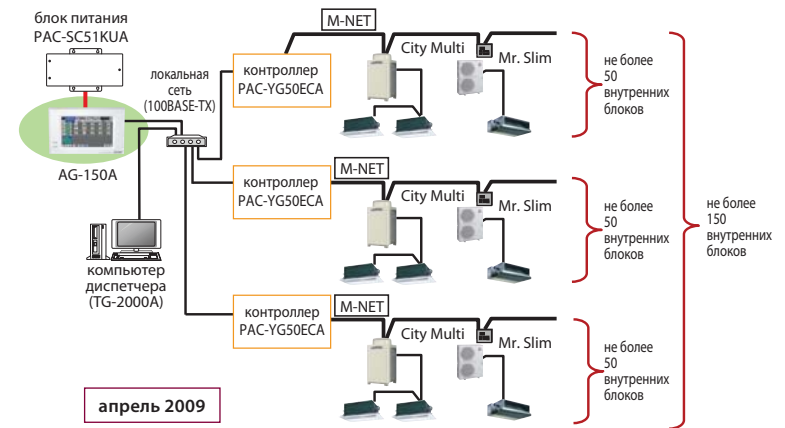 блок питания
PAC-SC51KUA
AG-150A
локальная
сеть
(100BASE-TX)
компьютер
диспетчера
(TG-2000A)
контроллер
PAC-YG50ECA
M-NET
City Multi
Mr. Slim
не более
50
внутренних
блоков
контроллер
PAC-YG50ECA
M-NET
City Multi
Mr. Slim
не более
50
внутренних
блоков
не более
150
внутренних
блоков
контроллер
PAC-YG50ECA
M-NET
City Multi
Mr. Slim
не более
50
внутренних
блоков
апрель 2009